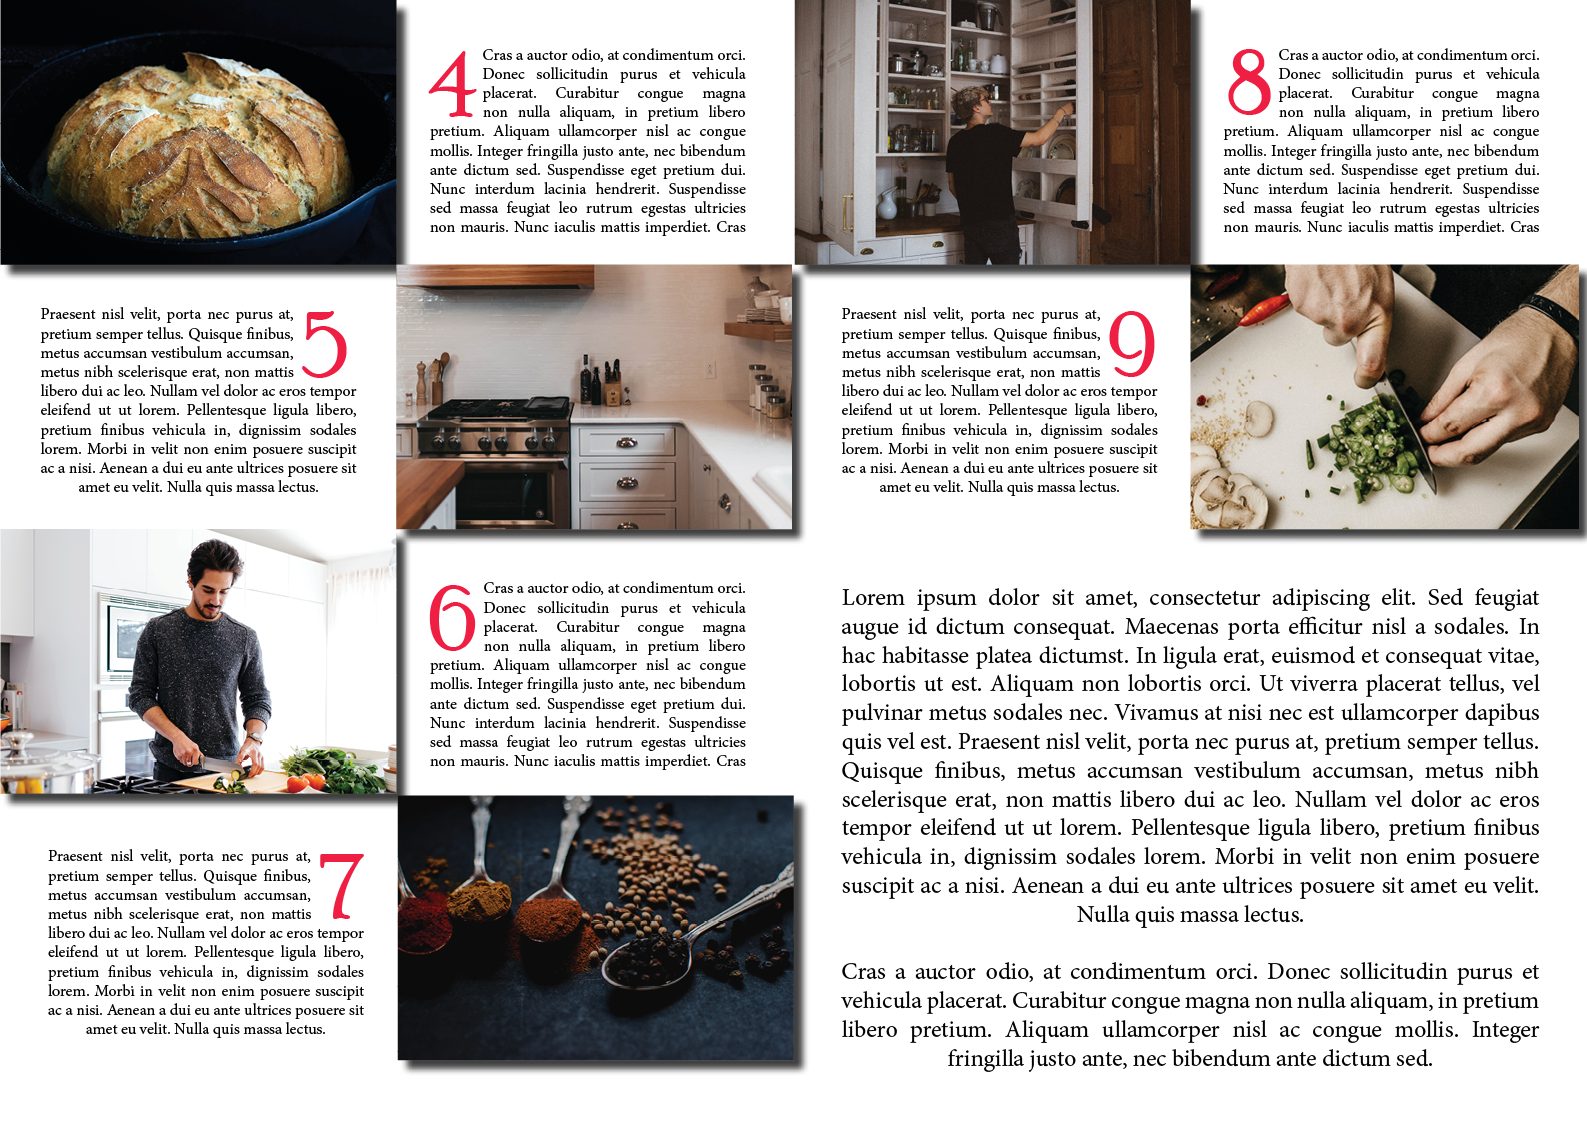 4
Cras a auctor odio, at condimentum orci.
Donec sollicitudin purus et vehicula
placerat. Curabitur congue magna
non nulla aliquam, in pretium libero
pretium. Aliquam ullamcorper nisl ac congue
mollis. Integer fringilla justo ante, nec bibendum
ante dictum sed. Suspendisse eget pretium dui.
Nunc interdum lacinia hendrerit. Suspendisse
sed massa feugiat leo rutrum egestas ultricies
non mauris. Nunc iaculis mattis imperdiet. Cras
5
Praesent nisl velit, porta nec purus at,
pretium semper tellus. Quisque finibus,
metus accumsan vestibulum accumsan,
metus nibh scelerisque erat, non mattis
libero dui ac leo. Nullam vel dolor ac eros tempor
eleifend ut ut lorem. Pellentesque ligula libero,
pretium finibus vehicula in, dignissim sodales
lorem. Morbi in velit non enim posuere suscipit
ac a nisi. Aenean a dui eu ante ultrices posuere sit
amet eu velit. Nulla quis massa lectus.
6
Cras a auctor odio, at condimentum orci.
Donec sollicitudin purus et vehicula
placerat. Curabitur congue magna
non nulla aliquam, in pretium libero
pretium. Aliquam ullamcorper nisl ac congue
mollis. Integer fringilla justo ante, nec bibendum
ante dictum sed. Suspendisse eget pretium dui.
Nunc interdum lacinia hendrerit. Suspendisse
sed massa feugiat leo rutrum egestas ultricies
non mauris. Nunc iaculis mattis imperdiet. Cras
7
Praesent nisl velit, porta nec purus at,
pretium semper tellus. Quisque finibus,
metus accumsan vestibulum accumsan,
metus nibh scelerisque erat, non mattis
libero dui ac leo. Nullam vel dolor ac eros tempor
eleifend ut ut lorem. Pellentesque ligula libero,
pretium finibus vehicula in, dignissim sodales
lorem. Morbi in velit non enim posuere suscipit
ac a nisi. Aenean a dui eu ante ultrices posuere sit
amet eu velit. Nulla quis massa lectus.
8
Cras a auctor odio, at condimentum orci.
Donec sollicitudin purus et vehicula
placerat. Curabitur congue magna
non nulla aliquam, in pretium libero
pretium. Aliquam ullamcorper nisl ac congue
mollis. Integer fringilla justo ante, nec bibendum
ante dictum sed. Suspendisse eget pretium dui.
Nunc interdum lacinia hendrerit. Suspendisse
sed massa feugiat leo rutrum egestas ultricies
non mauris. Nunc iaculis mattis imperdiet. Cras
9
Praesent nisl velit, porta nec purus at,
pretium semper tellus. Quisque finibus,
metus accumsan vestibulum accumsan,
metus nibh scelerisque erat, non mattis
libero dui ac leo. Nullam vel dolor ac eros tempor
eleifend ut ut lorem. Pellentesque ligula libero,
pretium finibus vehicula in, dignissim sodales
lorem. Morbi in velit non enim posuere suscipit
ac a nisi. Aenean a dui eu ante ultrices posuere sit
amet eu velit. Nulla quis massa lectus.
Lorem ipsum dolor sit amet, consectetur adipiscing elit. Sed feugiat
augue id dictum consequat. Maecenas porta efficitur nisl a sodales. In
hac habitasse platea dictumst. In ligula erat, euismod et consequat vitae,
lobortis ut est. Aliquam non lobortis orci. Ut viverra placerat tellus, vel
pulvinar metus sodales nec. Vivamus at nisi nec est ullamcorper dapibus
quis vel est. Praesent nisl velit, porta nec purus at, pretium semper tellus.
Quisque finibus, metus accumsan vestibulum accumsan, metus nibh
scelerisque erat, non mattis libero dui ac leo. Nullam vel dolor ac eros
tempor eleifend ut ut lorem. Pellentesque ligula libero, pretium finibus
vehicula in, dignissim sodales lorem. Morbi in velit non enim posuere
suscipit ac a nisi. Aenean a dui eu ante ultrices posuere sit amet eu velit.
Nulla quis massa lectus.
Cras a auctor odio, at condimentum orci. Donec sollicitudin purus et
vehicula placerat. Curabitur congue magna non nulla aliquam, in pretium
libero pretium. Aliquam ullamcorper nisl ac congue mollis. Integer
fringilla justo ante, nec bibendum ante dictum sed.